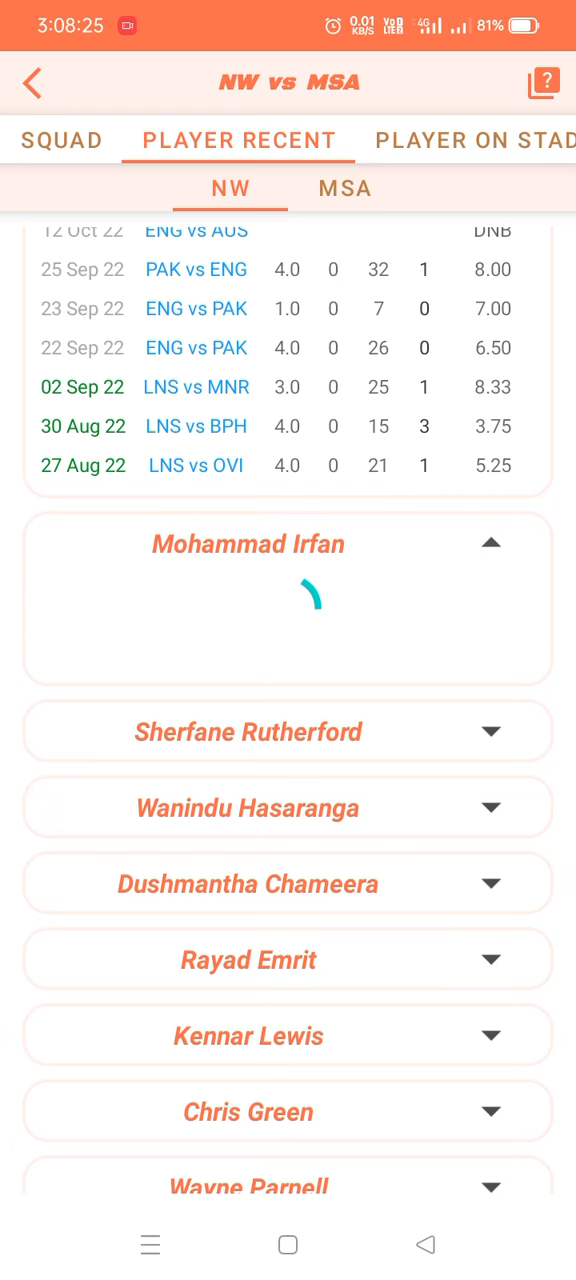 3:08:25 0.01 KB/S VoD LTE 4G 81%
NW vs MSA ?
SQUAD PLAYER RECENT PLAYER ON STAD
NW MSA
12 Oct 22 ENG vs AUS DNB
25 Sep 22 PAK vs ENG 4.0 0 32 1 8.00
23 Sep 22 ENG vs PAK 1.0 0 7 0 7.00
22 Sep 22 ENG vs PAK 4.0 0 26 0 6.50
02 Sep 22 LNS vs MNR 3.0 0 25 1 8.33
30 Aug 22 LNS vs BPH 4.0 0 15 3 3.75
27 Aug 22 LNS vs OVI 4.0 0 21 1 5.25
Mohammad Irfan
Sherfane Rutherford
Wanindu Hasaranga
Dushmantha Chameera
Rayad Emrit
Kennar Lewis
Chris Green
Wayne Parnell